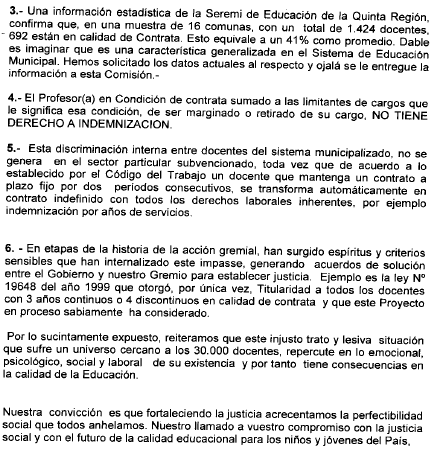 3.- Una información estadística de la Seremi de Educación de la Quinta Región,
confirma que, en una muestra de 16 comunas, con un total de 1.424 docentes,
692 están en calidad de Contrata. Esto equivale a un 41% como promedio. Dable
es imaginar que es una característica generalizada en el Sistema de Educación
Municipal. Hemos solicitado los datos actuales al respecto y ojalá se le entregue la
información a esta Comisión.-
4.- El Profesor(a) en Condición de contrata sumado a las limitantes de cargos que
le significa esa condición, de ser marginado o retirado de su cargo, NO TIENE
DERECHO A INDEMNIZACION.
5.- Esta discriminación interna entre docentes del sistema municipalizado, no se
genera en el sector particular subvencionado, toda vez que de acuerdo a lo
establecido por el Código del Trabajo un docente que mantenga un contrato a
plazo fijo por dos periodos consecutivos, se transforma automáticamente en
contrato indefinido con todos los derechos laborales inherentes, por ejemplo
indemnización por años de servicios.
6. - En etapas de la historia de la acción gremial, han surgido espíritus y criterios
sensibles que han internalizado este impasse, generando acuerdos de solución
entre el Gobierno y nuestro Gremio para establecer justicia. Ejemplo es la ley Nº
19648 del año 1999 que otorgó, por única vez, Titularidad a todos los docentes
con 3 años continuos o 4 discontinuos en calidad de contrata y que este Proyecto
en proceso sabiamente ha considerado.
Por lo sucintamente expuesto, reiteramos que este injusto trato y lesiva situación
que sufre un universo cercano a los 30.000 docentes, repercute en lo emocional,
psicológico, social y laboral de su existencia y por tanto tiene consecuencias en
la calidad de la Educación.
Nuestra convicción es que fortaleciendo la justicia acrecentamos la perfectibilidad
social que todos anhelamos. Nuestro llamado a vuestro compromiso con la justicia
social y con el futuro de la calidad educacional para los niños y jóvenes del País,